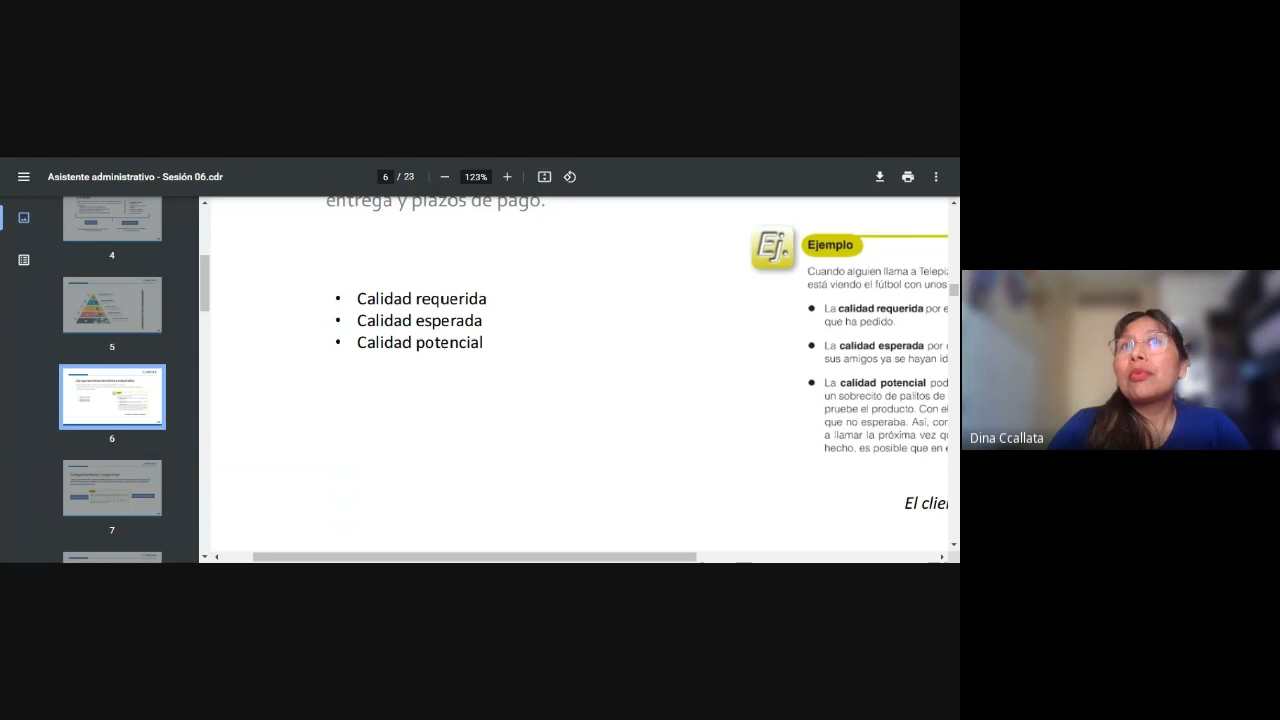 Asistente administrativo - Sesión 06.cdr
6 / 23
123%
4
5
6
7
entrega y plazos de pago.
• Calidad requerida
• Calidad esperada
• Calidad potencial
Ej.
Ejemplo
Cuando alguien llama a Telepi
está viendo el fútbol con unos
● La calidad requerida por e
que ha pedido.
● La calidad esperada por
sus amigos ya se hayan id
● La calidad potencial pod
un sobrecito de palitos de
pruebe el producto. Con el
que no esperaba. Así, con
a llamar la próxima vez q
hecho, es posible que en e
El clie
Dina Ccallata